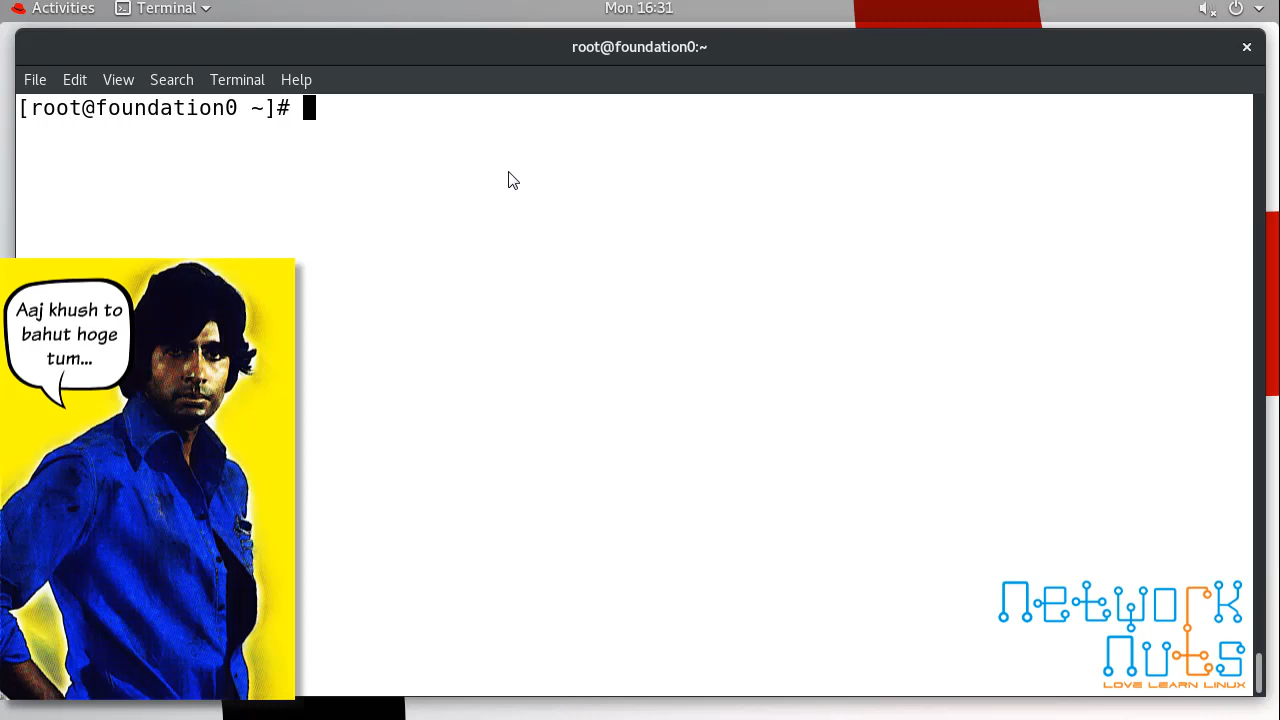 Activities Terminal Mon 16:31
root@foundation0:~
File Edit View Search Terminal Help
[root@foundation0 ~]#
Aaj khush to
bahut hoge
tum...
network
nuts
LOVE LEARN LINUX